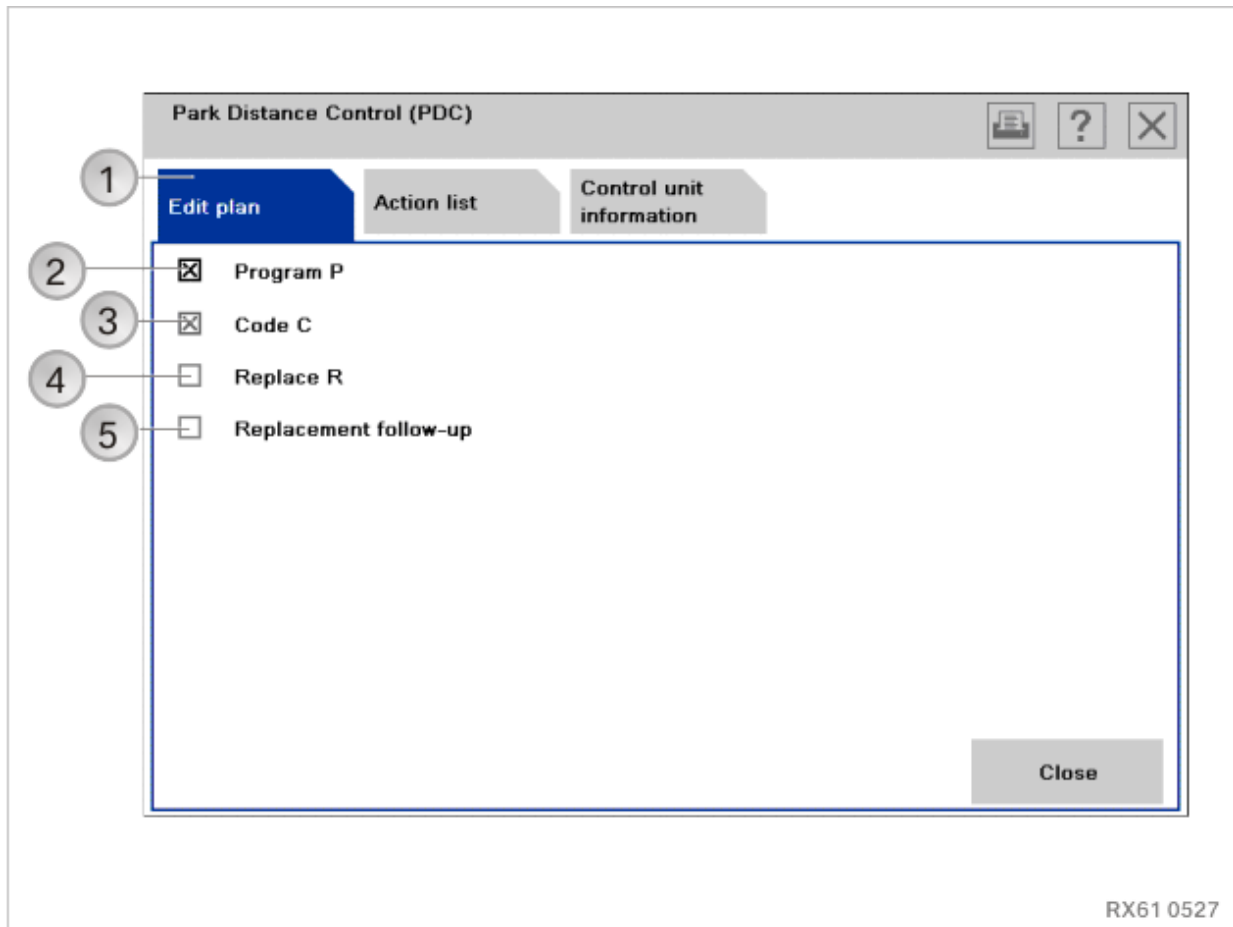 Park Distance Control (PDC)
?
1
Edit plan
Action list
Control unit
information
2
Program P
3
Code C
4
Replace R
5
Replacement follow-up
Close
RX61 0527